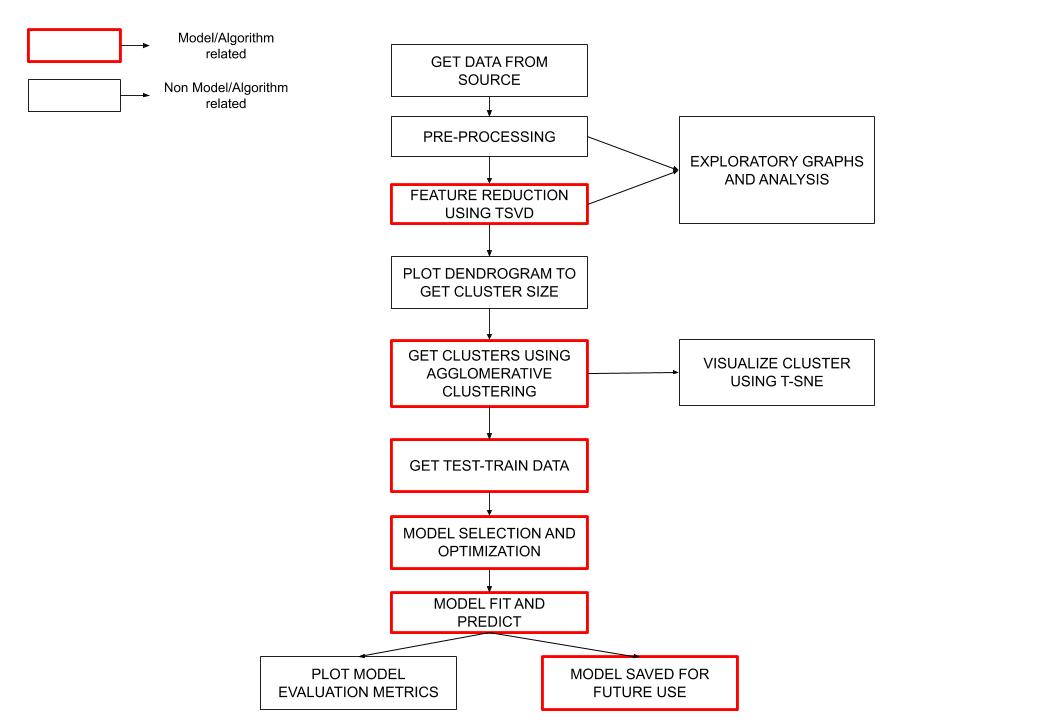 Model/Algorithm
related
Non Model/Algorithm
related
GET DATA FROM
SOURCE
PRE-PROCESSING
EXPLORATORY GRAPHS
AND ANALYSIS
FEATURE REDUCTION
USING TSVD
PLOT DENDROGRAM TO
GET CLUSTER SIZE
GET CLUSTERS USING
AGGLOMERATIVE
CLUSTERING
VISUALIZE CLUSTER
USING T-SNE
GET TEST-TRAIN DATA
MODEL SELECTION AND
OPTIMIZATION
MODEL FIT AND
PREDICT
PLOT MODEL
EVALUATION METRICS
MODEL SAVED FOR
FUTURE USE